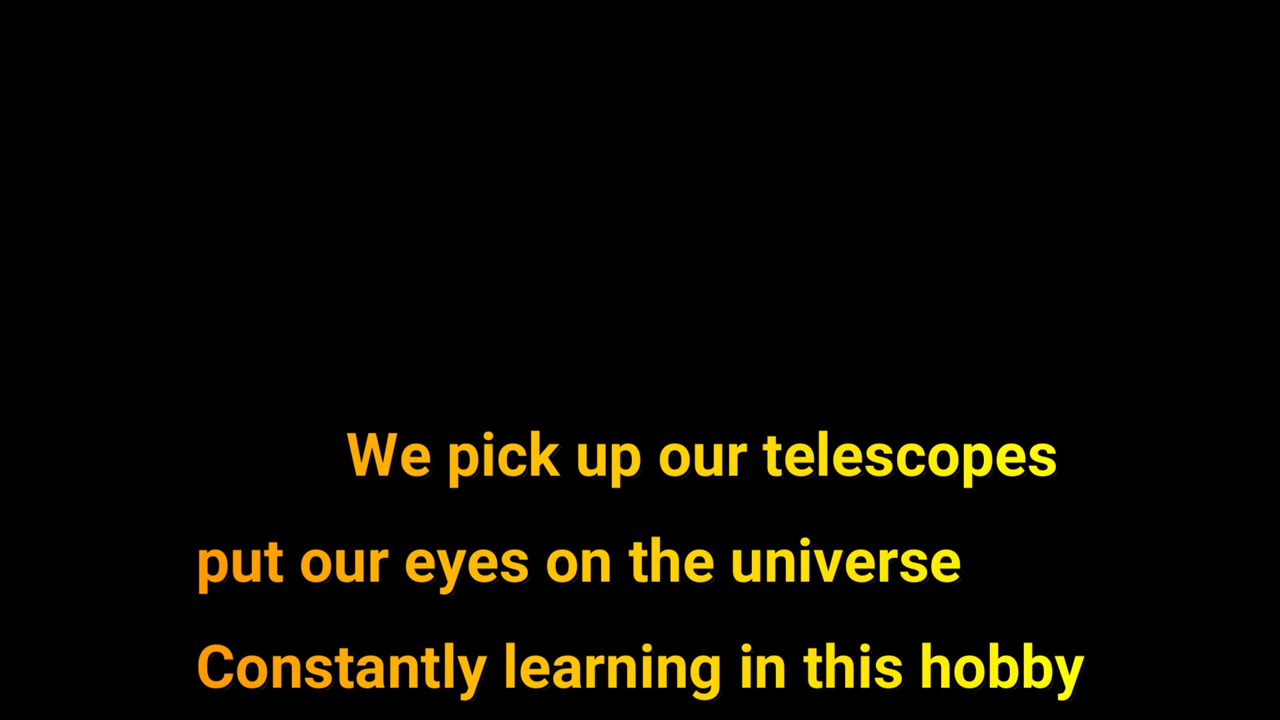 We pick up our telescopes
put our eyes on the universe
Constantly learning in this hobby